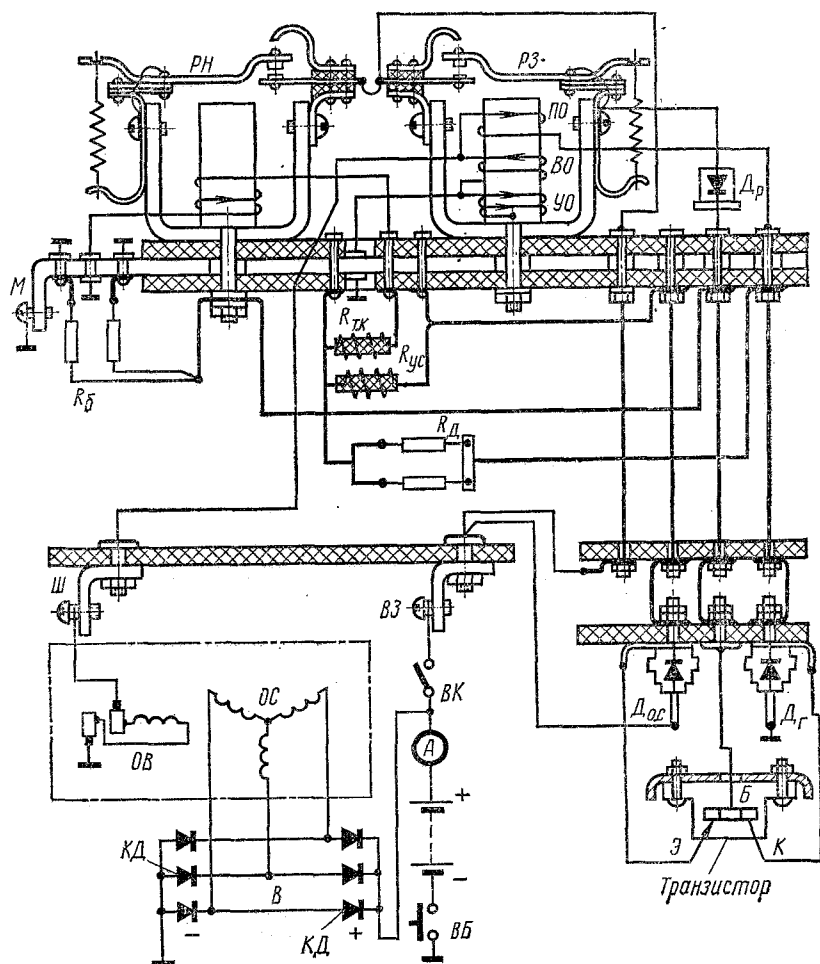 РН
РЗ
ПО
ВО
УО
Др
М
Rт.к
Rус
Rб
Rд
Ш
ВЗ
ОС
ВК
ОВ
А
Дос
Дг
+
Б
Э
К
КД
–
Транзистор
В
–
КД
+
ВБ